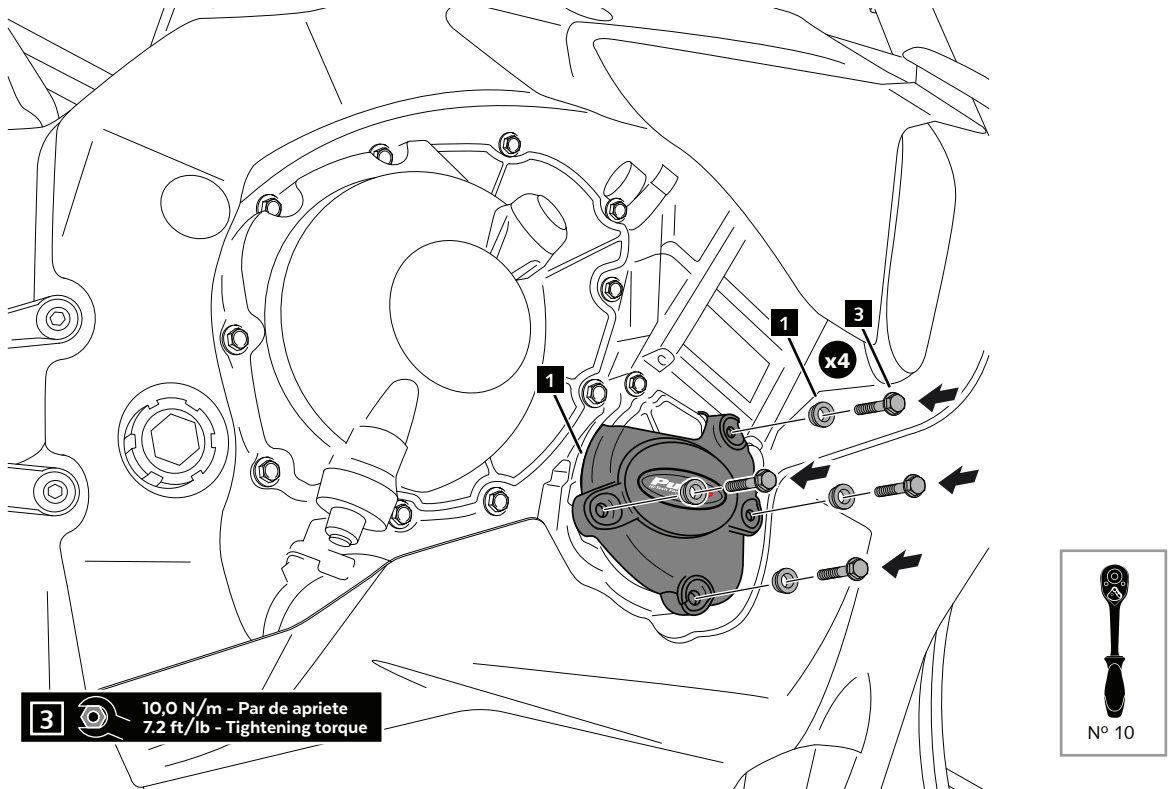 3
1
x4
1
3
10,0 N/m - Par de apriete
7.2 ft/lb - Tightening torque
Nº 10